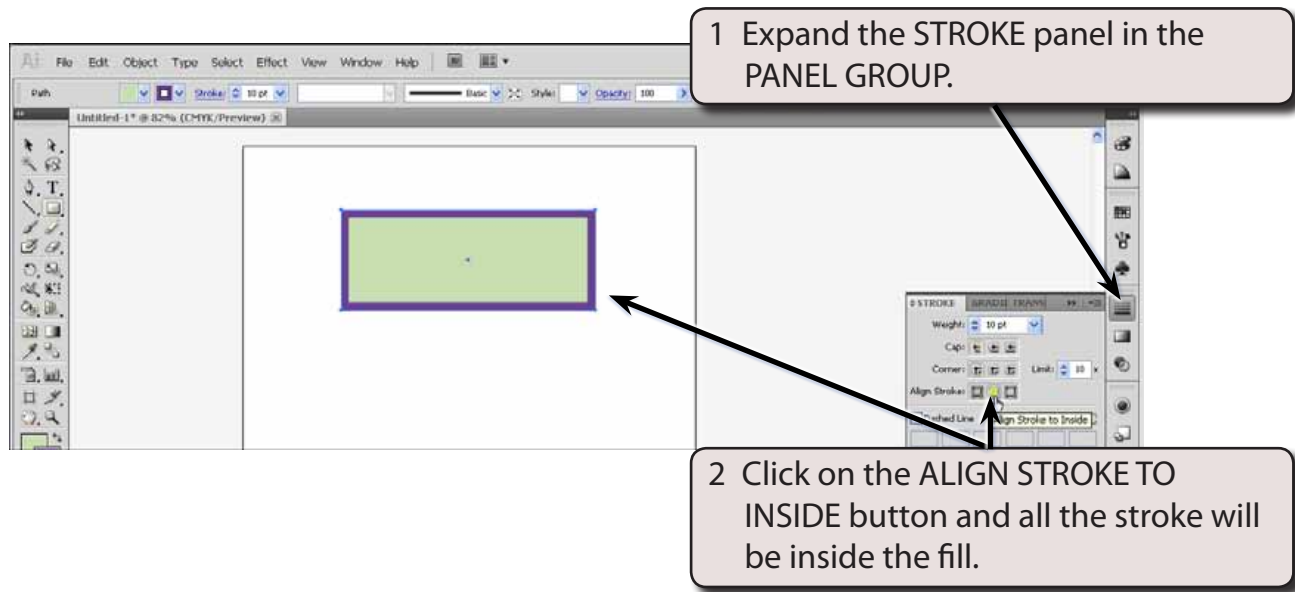 1 Expand the STROKE panel in the
PANEL GROUP.
Ai File Edit Object Type Select Effect View Window Help
Path Stroke: 10 pt Basic Style: Opacity: 100
Untitled-1* @ 82% (CMYK/Preview)
T
STROKE GRADIE TRANS
Weight: 10 pt
Cap:
Corner: Limit: 10 x
Align Stroke:
Align Stroke to Inside
2 Click on the ALIGN STROKE TO
INSIDE button and all the stroke will
be inside the fill.